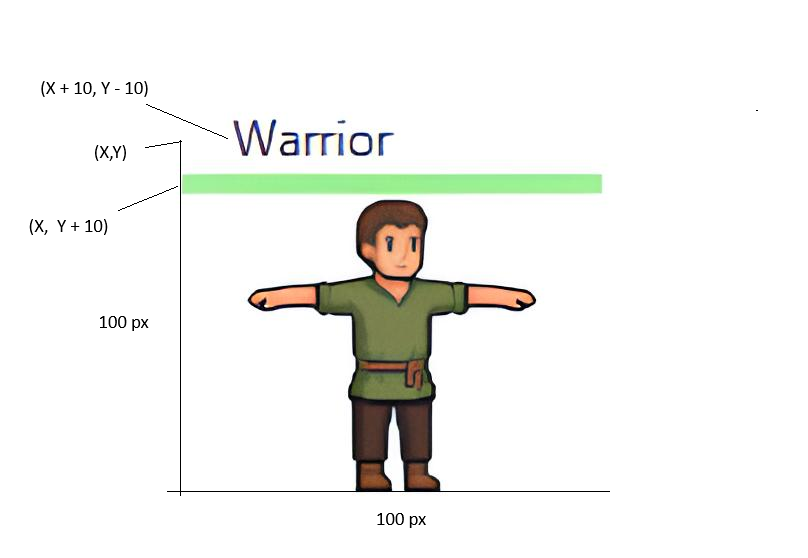 (X + 10, Y - 10)
Warrior
(X,Y)
(X, Y + 10)
100 px
100 px